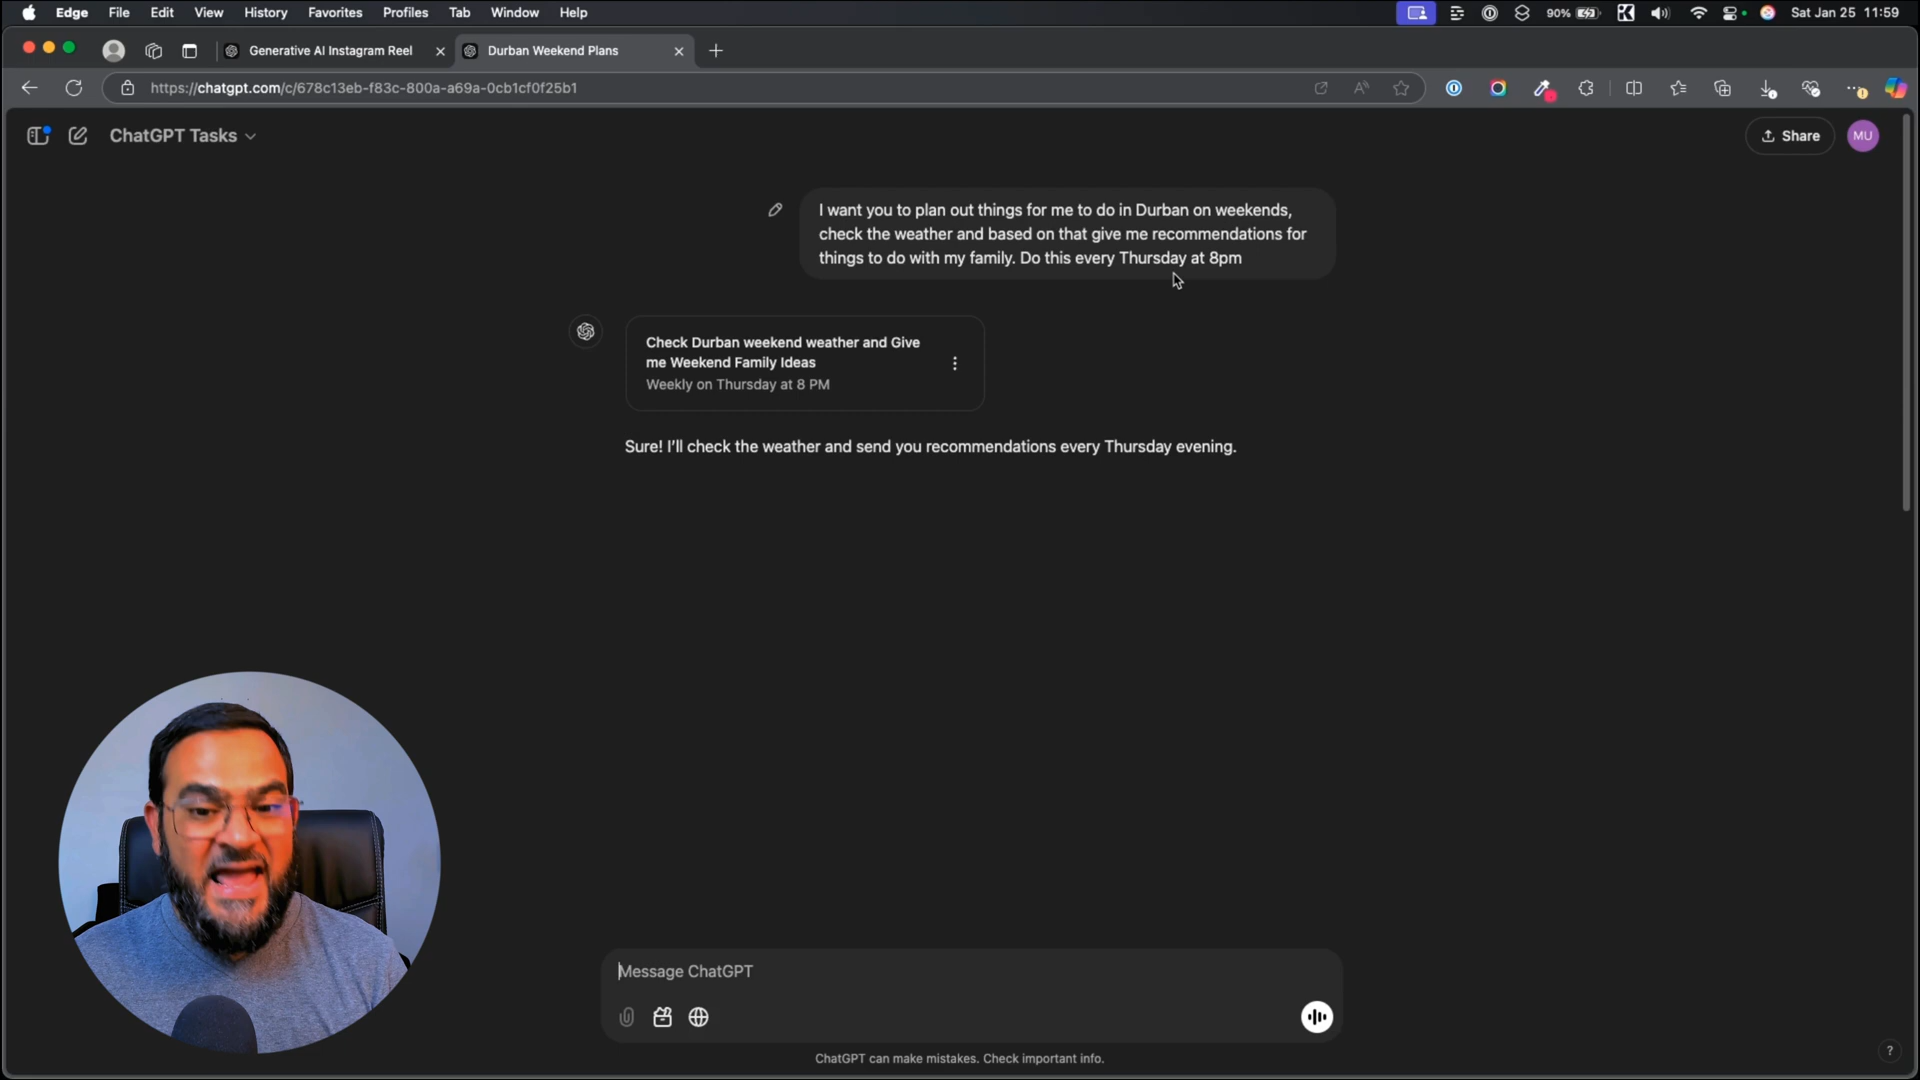 Edge File Edit View History Favorites Profiles Tab Window Help 90% Sat Jan 25 11:59
Generative AI Instagram Reel Durban Weekend Plans
https://chatgpt.com/c/678c13eb-f83c-800a-a69a-0cb1cf0f25b1
ChatGPT Tasks Share MU
I want you to plan out things for me to do in Durban on weekends,
check the weather and based on that give me recommendations for
things to do with my family. Do this every Thursday at 8pm
Check Durban weekend weather and Give
me Weekend Family Ideas
Weekly on Thursday at 8 PM
Sure! I’ll check the weather and send you recommendations every Thursday evening.
Message ChatGPT
ChatGPT can make mistakes. Check important info.
?